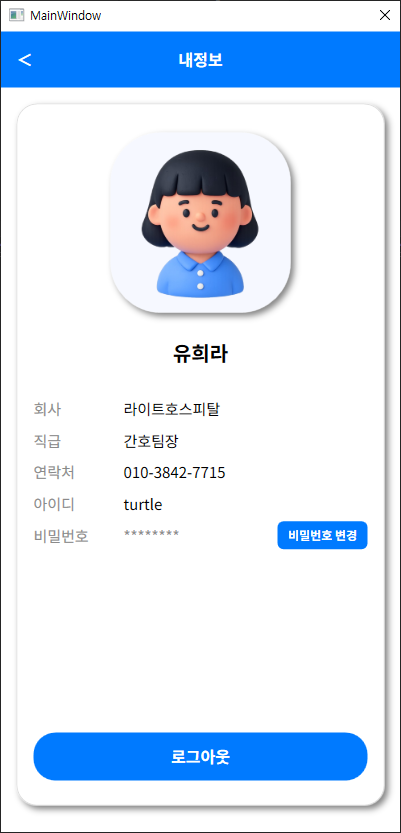 MainWindow
< 내정보
유희라
회사 라이트호스피탈
직급 간호팀장
연락처 010-3842-7715
아이디 turtle
비밀번호 ******** 비밀번호 변경
로그아웃